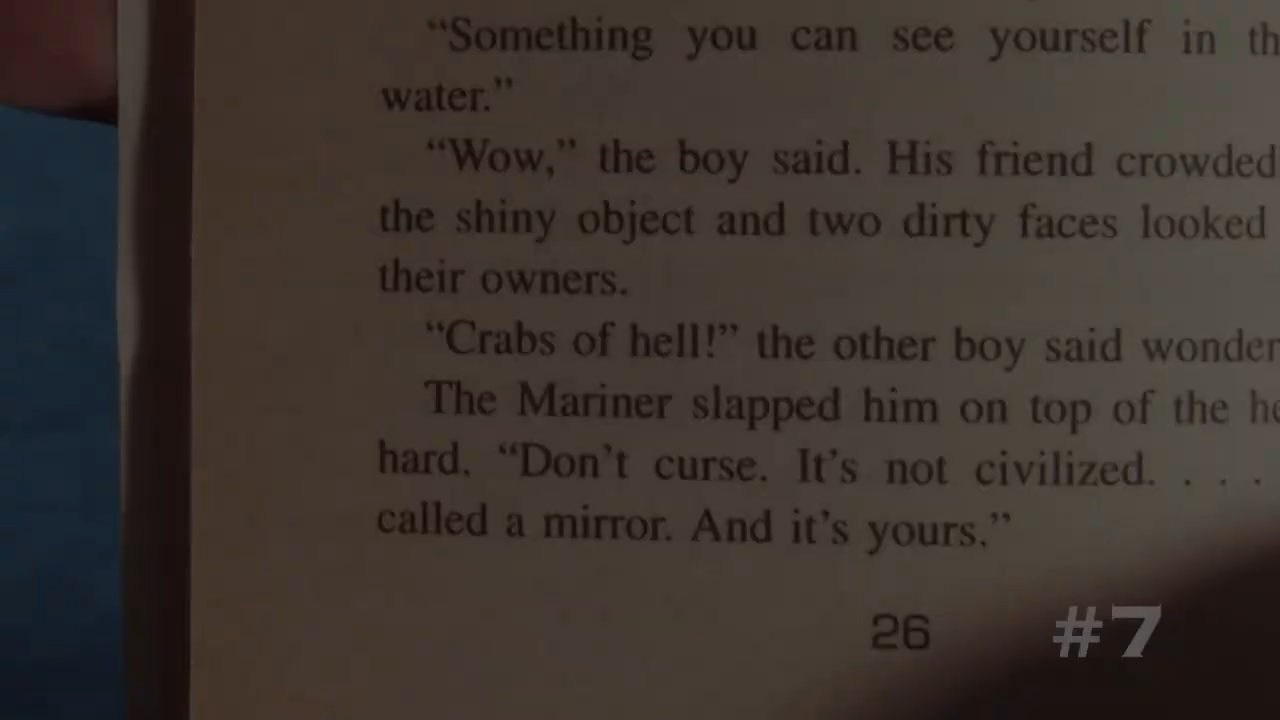 “Something you can see yourself in th
water.”
“Wow,” the boy said. His friend crowded
the shiny object and two dirty faces looked
their owners.
“Crabs of hell!” the other boy said wonder
The Mariner slapped him on top of the he
hard. “Don't curse. It's not civilized. . . .
called a mirror. And it's yours.”
26
#7